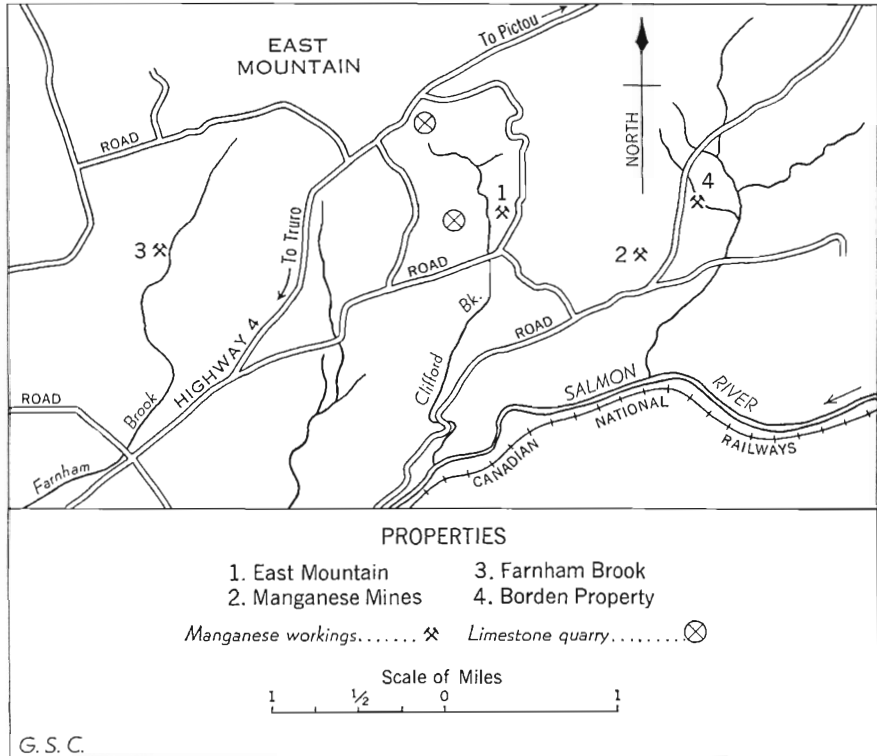 To Pictou
EAST
MOUNTAIN
ROAD
NORTH
1
4
3
To Truro
2
ROAD
Bk.
HIGHWAY 4
ROAD
Clifford
SALMON
RIVER
ROAD
Brook
NATIONAL
RAILWAYS
CANADIAN
Farnham
PROPERTIES
1. East Mountain
2. Manganese Mines
3. Farnham Brook
4. Borden Property
Manganese workings.......
Limestone quarry........
Scale of Miles
1 ½ 0 1
G. S. C.